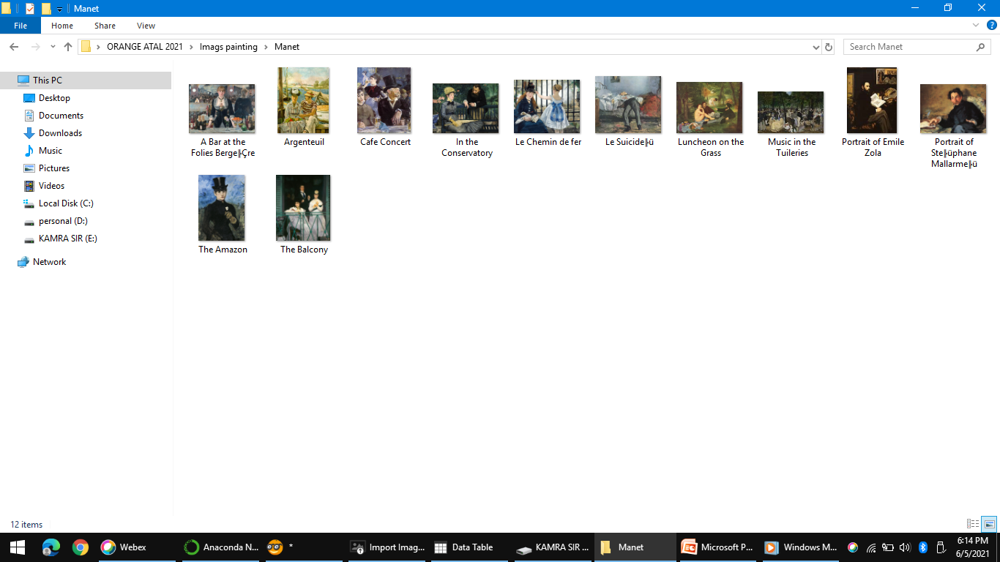 Manet
File Home Share View
ORANGE ATAL 2021 Imags painting Manet
Search Manet
This PC
Desktop
Documents
Downloads
Music
Pictures
Videos
Local Disk (C:)
personal (D:)
KAMRA SIR (E:)
Network
A Bar at the
Folies Berge╠Çre
Argenteuil
Cafe Concert
In the
Conservatory
Le Chemin de fer
Le Suicide╠ü
Luncheon on the
Grass
Music in the
Tuileries
Portrait of Emile
Zola
Portrait of
Ste╠üphane
Mallarme╠ü
The Amazon
The Balcony
12 items
Webex
Anaconda N...
*
Import Imag...
Data Table
KAMRA SIR ...
Manet
Microsoft P...
Windows M...
6:14 PM
6/5/2021